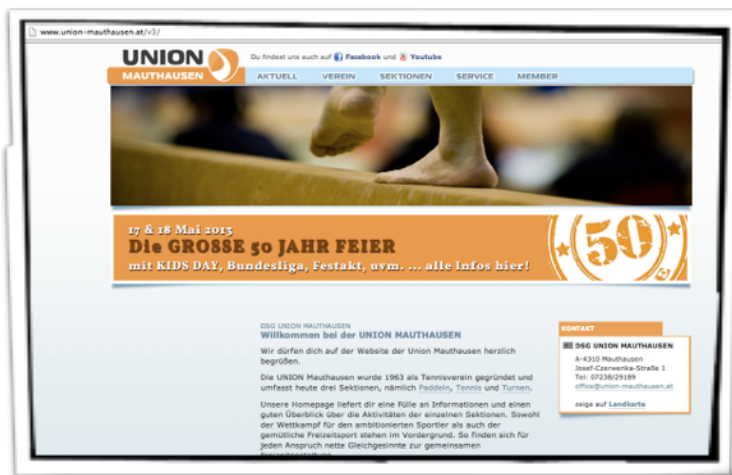 www.union-mauthausen.at/v3/
UNION
MAUTHAUSEN
Du findest uns auch auf Facebook und Youtube
AKTUELL VEREIN SEKTIONEN SERVICE MEMBER
17 & 18 Mai 2013
Die GROSSE 50 JAHR FEIER
mit KIDS DAY, Bundesliga, Festakt, uvm. ... alle Infos hier!
50
DSG UNION MAUTHAUSEN
Willkommen bei der UNION MAUTHAUSEN
Wir dürfen dich auf der Website der Union Mauthausen herzlich
begrüßen.
Die UNION Mauthausen wurde 1963 als Tennisverein gegründet und
umfasst heute drei Sektionen, nämlich Paddeln, Tennis und Turnen.
Unsere Homepage liefert dir eine Fülle an Informationen und einen
guten Überblick über die Aktivitäten der einzelnen Sektionen. Sowohl
der Wettkampf für den ambitionierten Sportler als auch der
gemütliche Freizeitsport stehen im Vordergrund. So finden sich für
jeden Anspruch nette Gleichgesinnte zur gemeinsamen
Freizeitgestaltung.
KONTAKT
DSG UNION MAUTHAUSEN
A-4310 Mauthausen
Josef-Czerwenka-Straße 1
Tel: 07238/29189
office@union-mauthausen.at
zeige auf Landkarte